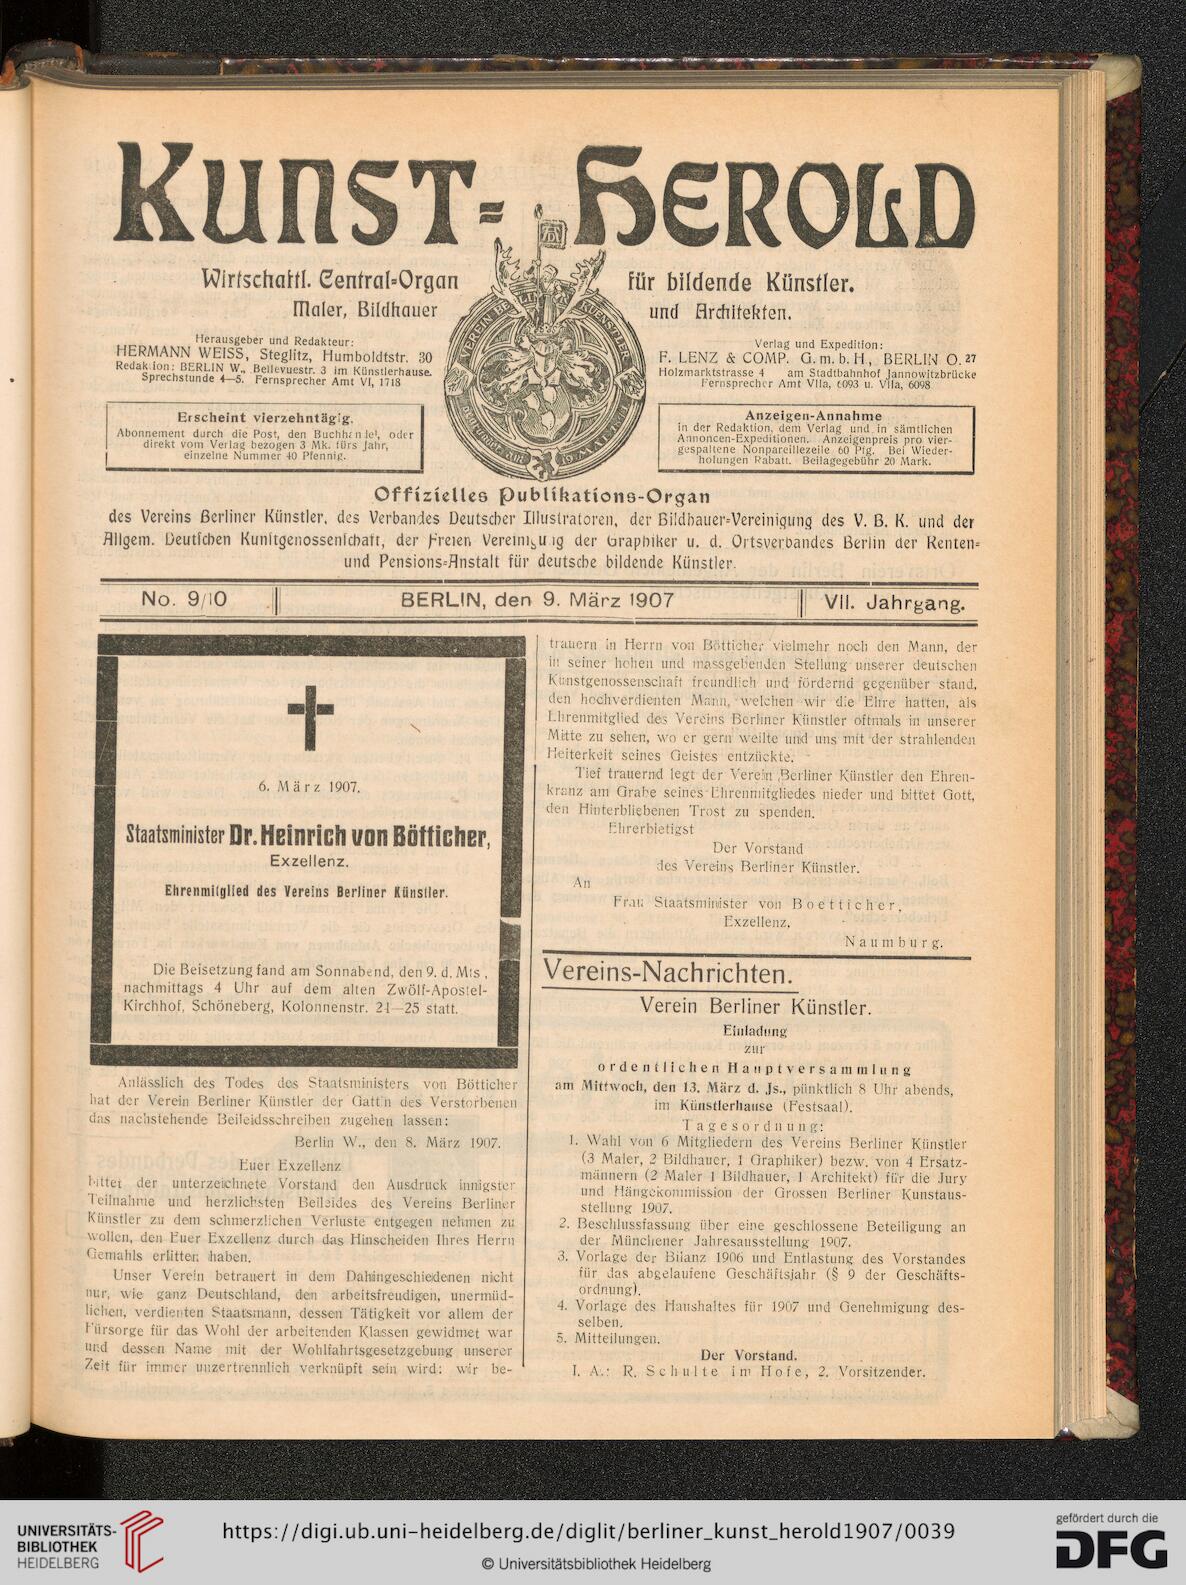 KUNST= HEROLD
Wirtschaftl. Central=Organ für bildende Künstler.
Maler, Bildhauer und Architekten.
Herausgeber und Redakteur:
HERMANN WEISS, Steglitz, Humboldtstr. 30
Redaktion: BERLIN W., Bellevuestr. 3 im Künstlerhause.
Sprechstunde 4—5. Fernsprecher Amt VI, 1718
Verlag und Expedition:
F. LENZ & COMP. G. m. b. H., BERLIN O. 27
Holzmarktstrasse 4 am Stadtbahnhof Jannowitzbrücke
Fernsprecher Amt VIIa, 6093 u. VIIa, 6098
VEREIN BERLINER KÜNSTLER
Erscheint vierzehntägig.
Abonnement durch die Post, den Buchhandel, oder
direkt vom Verlag bezogen 3 Mk. fürs Jahr,
einzelne Nummer 40 Pfennig.
Anzeigen-Annahme
in der Redaktion, dem Verlag und in sämtlichen
Annoncen-Expeditionen. Anzeigenpreis pro vier-
gespaltene Nonpareillezeile 60 Pfg. Bei Wieder-
holungen Rabatt. Beilagegebühr 20 Mark.
Offizielles Publikations-Organ
des Vereins Berliner Künstler, des Verbandes Deutscher Illustratoren, der Bildhauer=Vereinigung des V. B. K. und der
Allgem. Deutschen Kunstgenossenschaft, der Freien Vereinigung der Graphiker u. d. Ortsverbandes Berlin der Renten=
und Pensions=Anstalt für deutsche bildende Künstler.
No. 9/10 BERLIN, den 9. März 1907 VII. Jahrgang.
6. März 1907.
Staatsminister Dr. Heinrich von Bötticher,
Exzellenz.
Ehrenmitglied des Vereins Berliner Künstler.
Die Beisetzung fand am Sonnabend, den 9. d. Mts.,
nachmittags 4 Uhr auf dem alten Zwölf-Apostel-
Kirchhof, Schöneberg, Kolonnenstr. 24—25 statt.
Anlässlich des Todes des Staatsministers von Bötticher
hat der Verein Berliner Künstler der Gattin des Verstorbenen
das nachstehende Beileidsschreiben zugehen lassen:
Berlin W., den 8. März 1907.
Euer Exzellenz
bittet der unterzeichnete Vorstand den Ausdruck innigster
Teilnahme und herzlichsten Beileides des Vereins Berliner
Künstler zu dem schmerzlichen Verluste entgegen nehmen zu
wollen, den Euer Exzellenz durch das Hinscheiden Ihres Herrn
Gemahls erlitten haben.
Unser Verein betrauert in dem Dahingeschiedenen nicht
nur, wie ganz Deutschland, den arbeitsfreudigen, unermüd-
lichen, verdienten Staatsmann, dessen Tätigkeit vor allem der
Fürsorge für das Wohl der arbeitenden Klassen gewidmet war
und dessen Name mit der Wohlfahrtsgesetzgebung unserer
Zeit für immer unzertrennlich verknüpft sein wird: wir be-
trauern in Herrn von Bötticher vielmehr noch den Mann, der
in seiner hohen und massgebenden Stellung unserer deutschen
Kunstgenossenschaft freundlich und fördernd gegenüber stand,
den hochverdienten Mann, welchen wir die Ehre hatten, als
Ehrenmitglied des Vereins Berliner Künstler oftmals in unserer
Mitte zu sehen, wo er gern weilte und uns mit der strahlenden
Heiterkeit seines Geistes entzückte.
Tief trauernd legt der Verein Berliner Künstler den Ehren-
kranz am Grabe seines Ehrenmitgliedes nieder und bittet Gott,
den Hinterbliebenen Trost zu spenden.
Ehrerbietigst
Der Vorstand
des Vereins Berliner Künstler.
An
Frau Staatsminister von Boetticher,
Exzellenz,
Naumburg.
Vereins-Nachrichten.
Verein Berliner Künstler.
Einladung
zur
ordentlichen Hauptversammlung
am Mittwoch, den 13. März d. Js., pünktlich 8 Uhr abends,
im Künstlerhause (Festsaal).
Tagesordnung:
1. Wahl von 6 Mitgliedern des Vereins Berliner Künstler
(3 Maler, 2 Bildhauer, 1 Graphiker) bezw. von 4 Ersatz-
männern (2 Maler 1 Bildhauer, 1 Architekt) für die Jury
und Hängekommission der Grossen Berliner Kunstaus-
stellung 1907.
2. Beschlussfassung über eine geschlossene Beteiligung an
der Münchener Jahresausstellung 1907.
3. Vorlage der Bilanz 1906 und Entlastung des Vorstandes
für das abgelaufene Geschäftsjahr (§ 9 der Geschäfts-
ordnung).
4. Vorlage des Haushaltes für 1907 und Genehmigung des-
selben.
5. Mitteilungen.
Der Vorstand.
I. A.: R. Schulte im Hofe, 2. Vorsitzender.
UNIVERSITÄTS-
BIBLIOTHEK
HEIDELBERG
https://digi.ub.uni-heidelberg.de/diglit/berliner_kunst_herold1907/0039
© Universitätsbibliothek Heidelberg
gefördert durch die
DFG